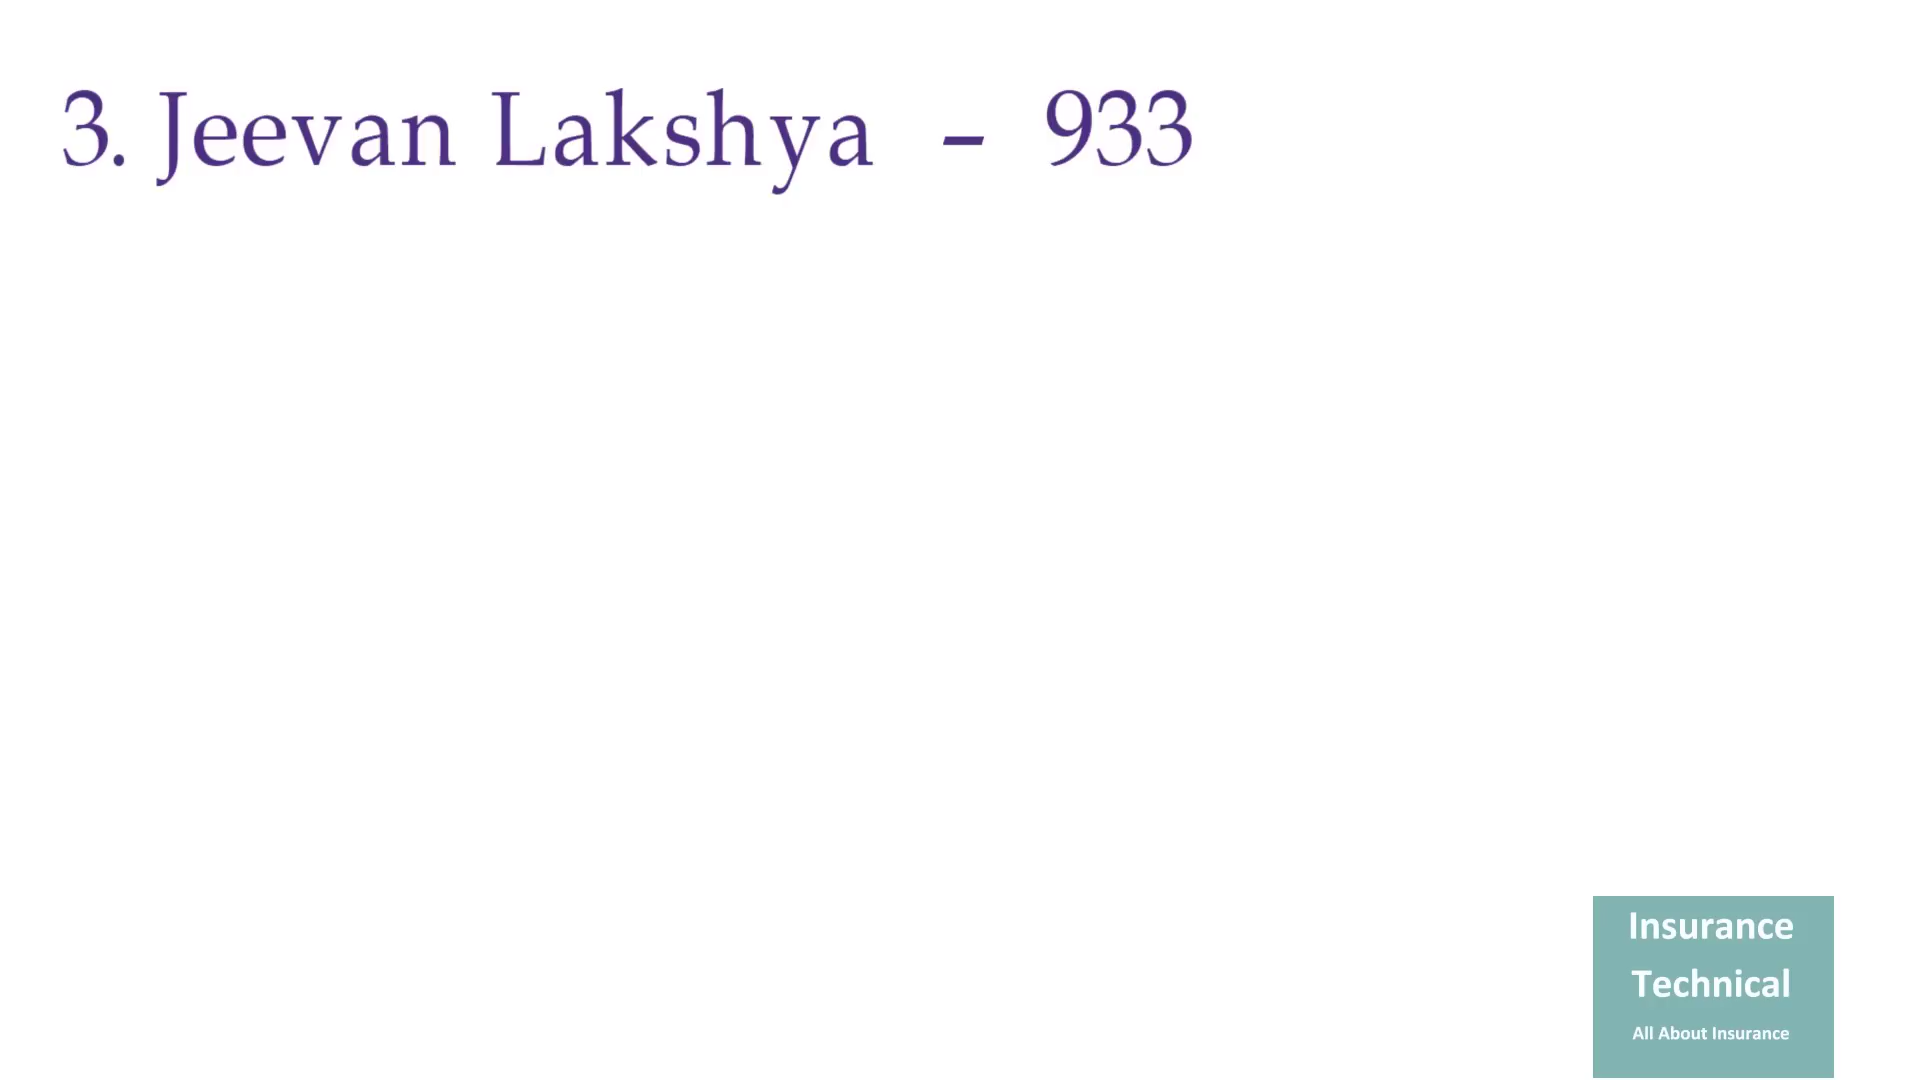 3. Jeevan Lakshya – 933
Insurance
Technical
All About Insurance